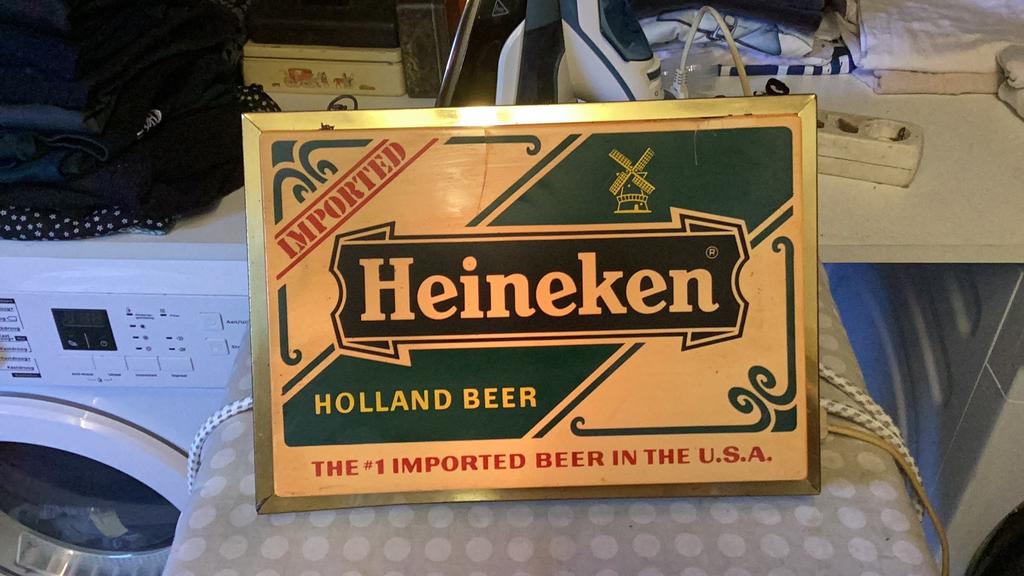 IMPORTED
Heineken®
HOLLAND BEER
THE #1 IMPORTED BEER IN THE U.S.A.